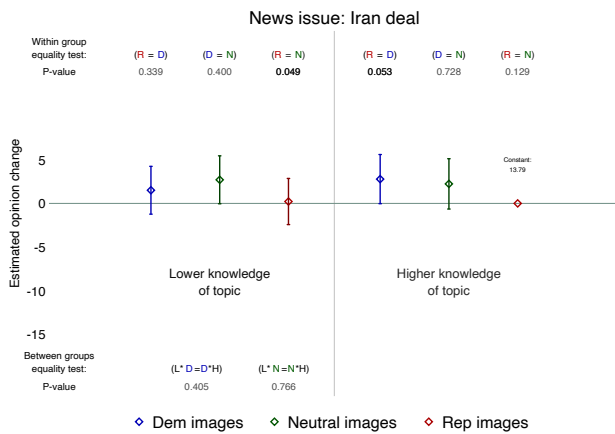 News issue: Iran deal
Within group
equality test:
(R = D) (D = N) (R = N) (R = D) (D = N) (R = N)
P-value 0.339 0.400 0.049 0.053 0.728 0.129
Estimated opinion change
5
0
-5
-10
-15
Constant:
13.79
Lower knowledge
of topic
Higher knowledge
of topic
Between groups
equality test:
(L* D=D*H) (L* N=N*H)
P-value 0.405 0.766
Dem images Neutral images Rep images